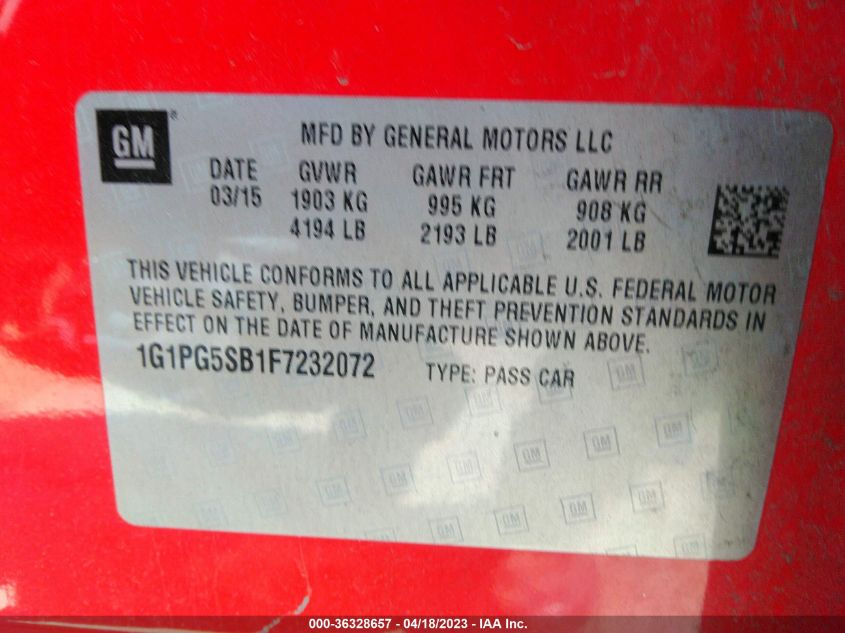 GM ®
MFD BY GENERAL MOTORS LLC
DATE GVWR GAWR FRT GAWR RR
03/15 1903 KG 995 KG 908 KG
4194 LB 2193 LB 2001 LB
THIS VEHICLE CONFORMS TO ALL APPLICABLE U.S. FEDERAL MOTOR
VEHICLE SAFETY, BUMPER, AND THEFT PREVENTION STANDARDS IN
EFFECT ON THE DATE OF MANUFACTURE SHOWN ABOVE.
1G1PG5SB1F7232072 TYPE: PASS CAR
000-36328657 - 04/18/2023 - IAA Inc.